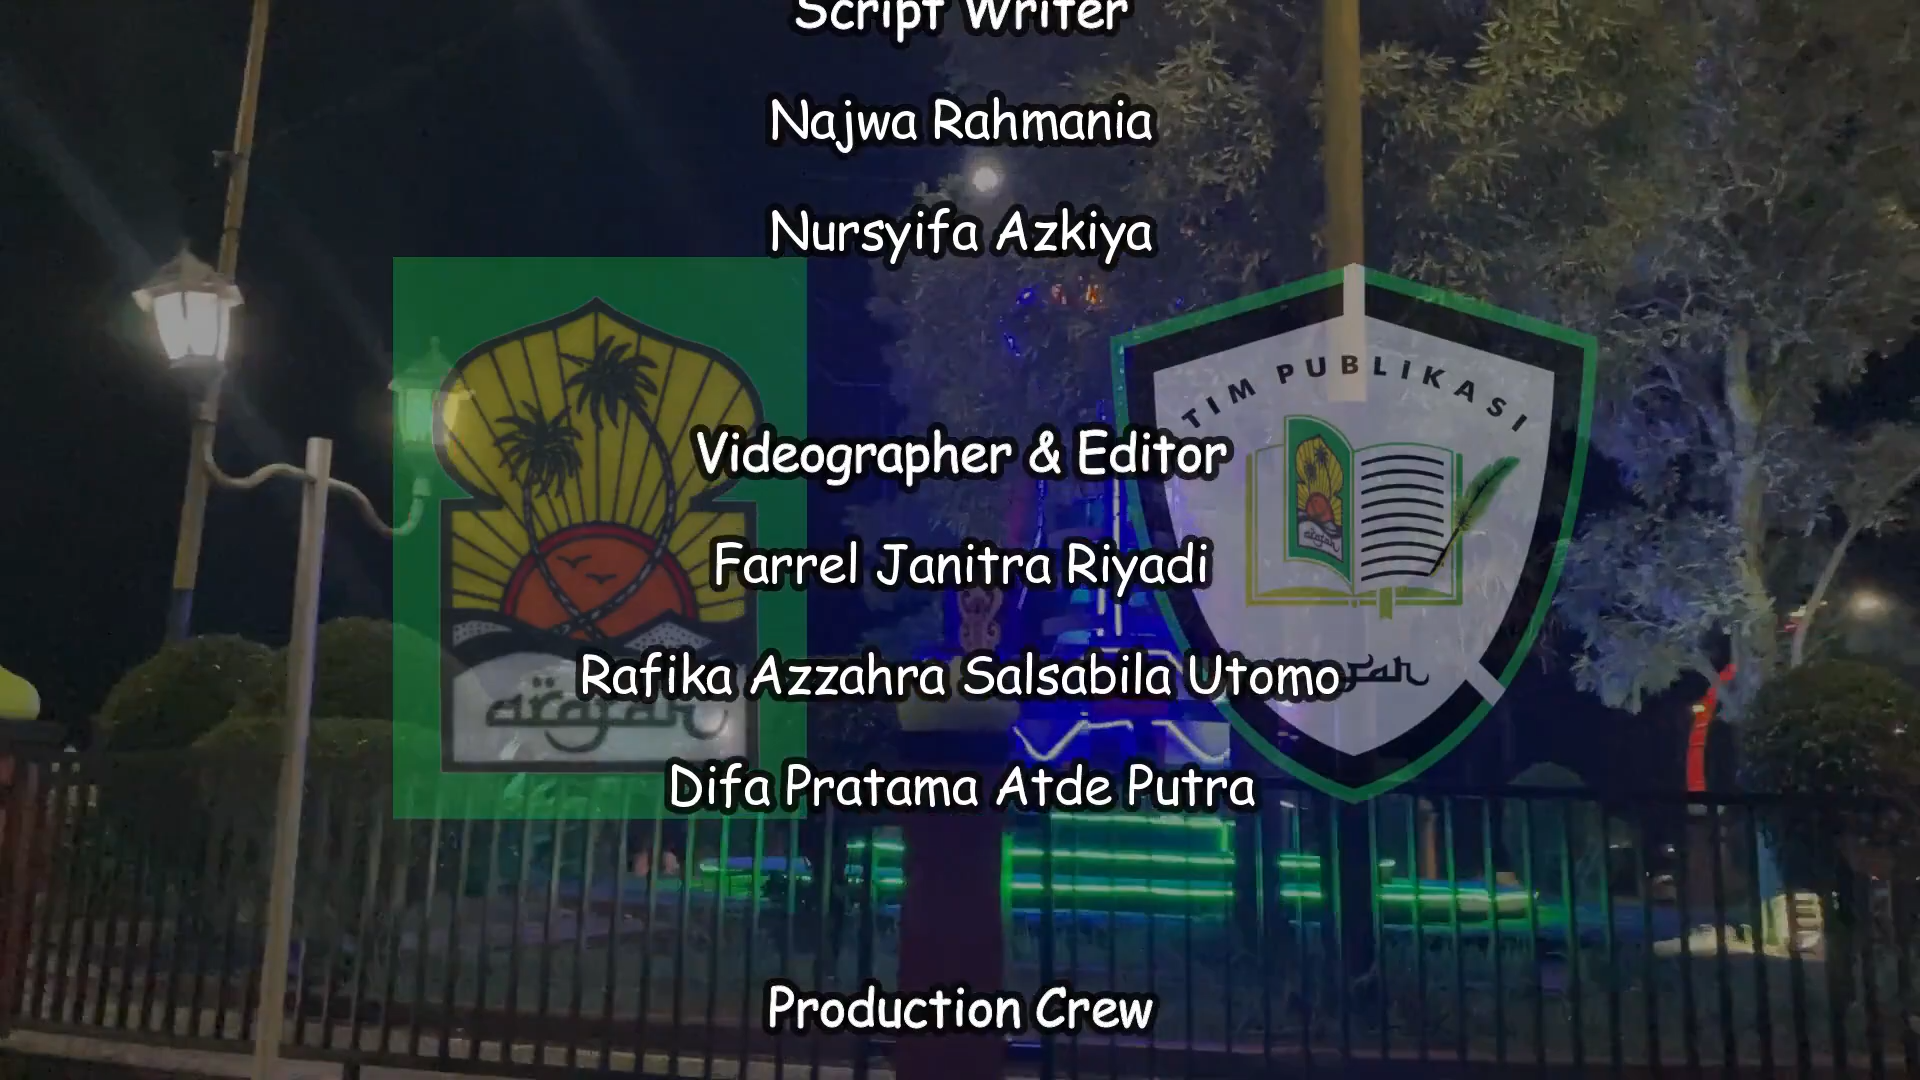 Script Writer
Najwa Rahmania
Nursyifa Azkiya
TIM PUBLIKASI
Videographer & Editor
Farrel Janitra Riyadi
Rafika Azzahra Salsabila Utomo
arafah
Difa Pratama Atde Putra
Production Crew